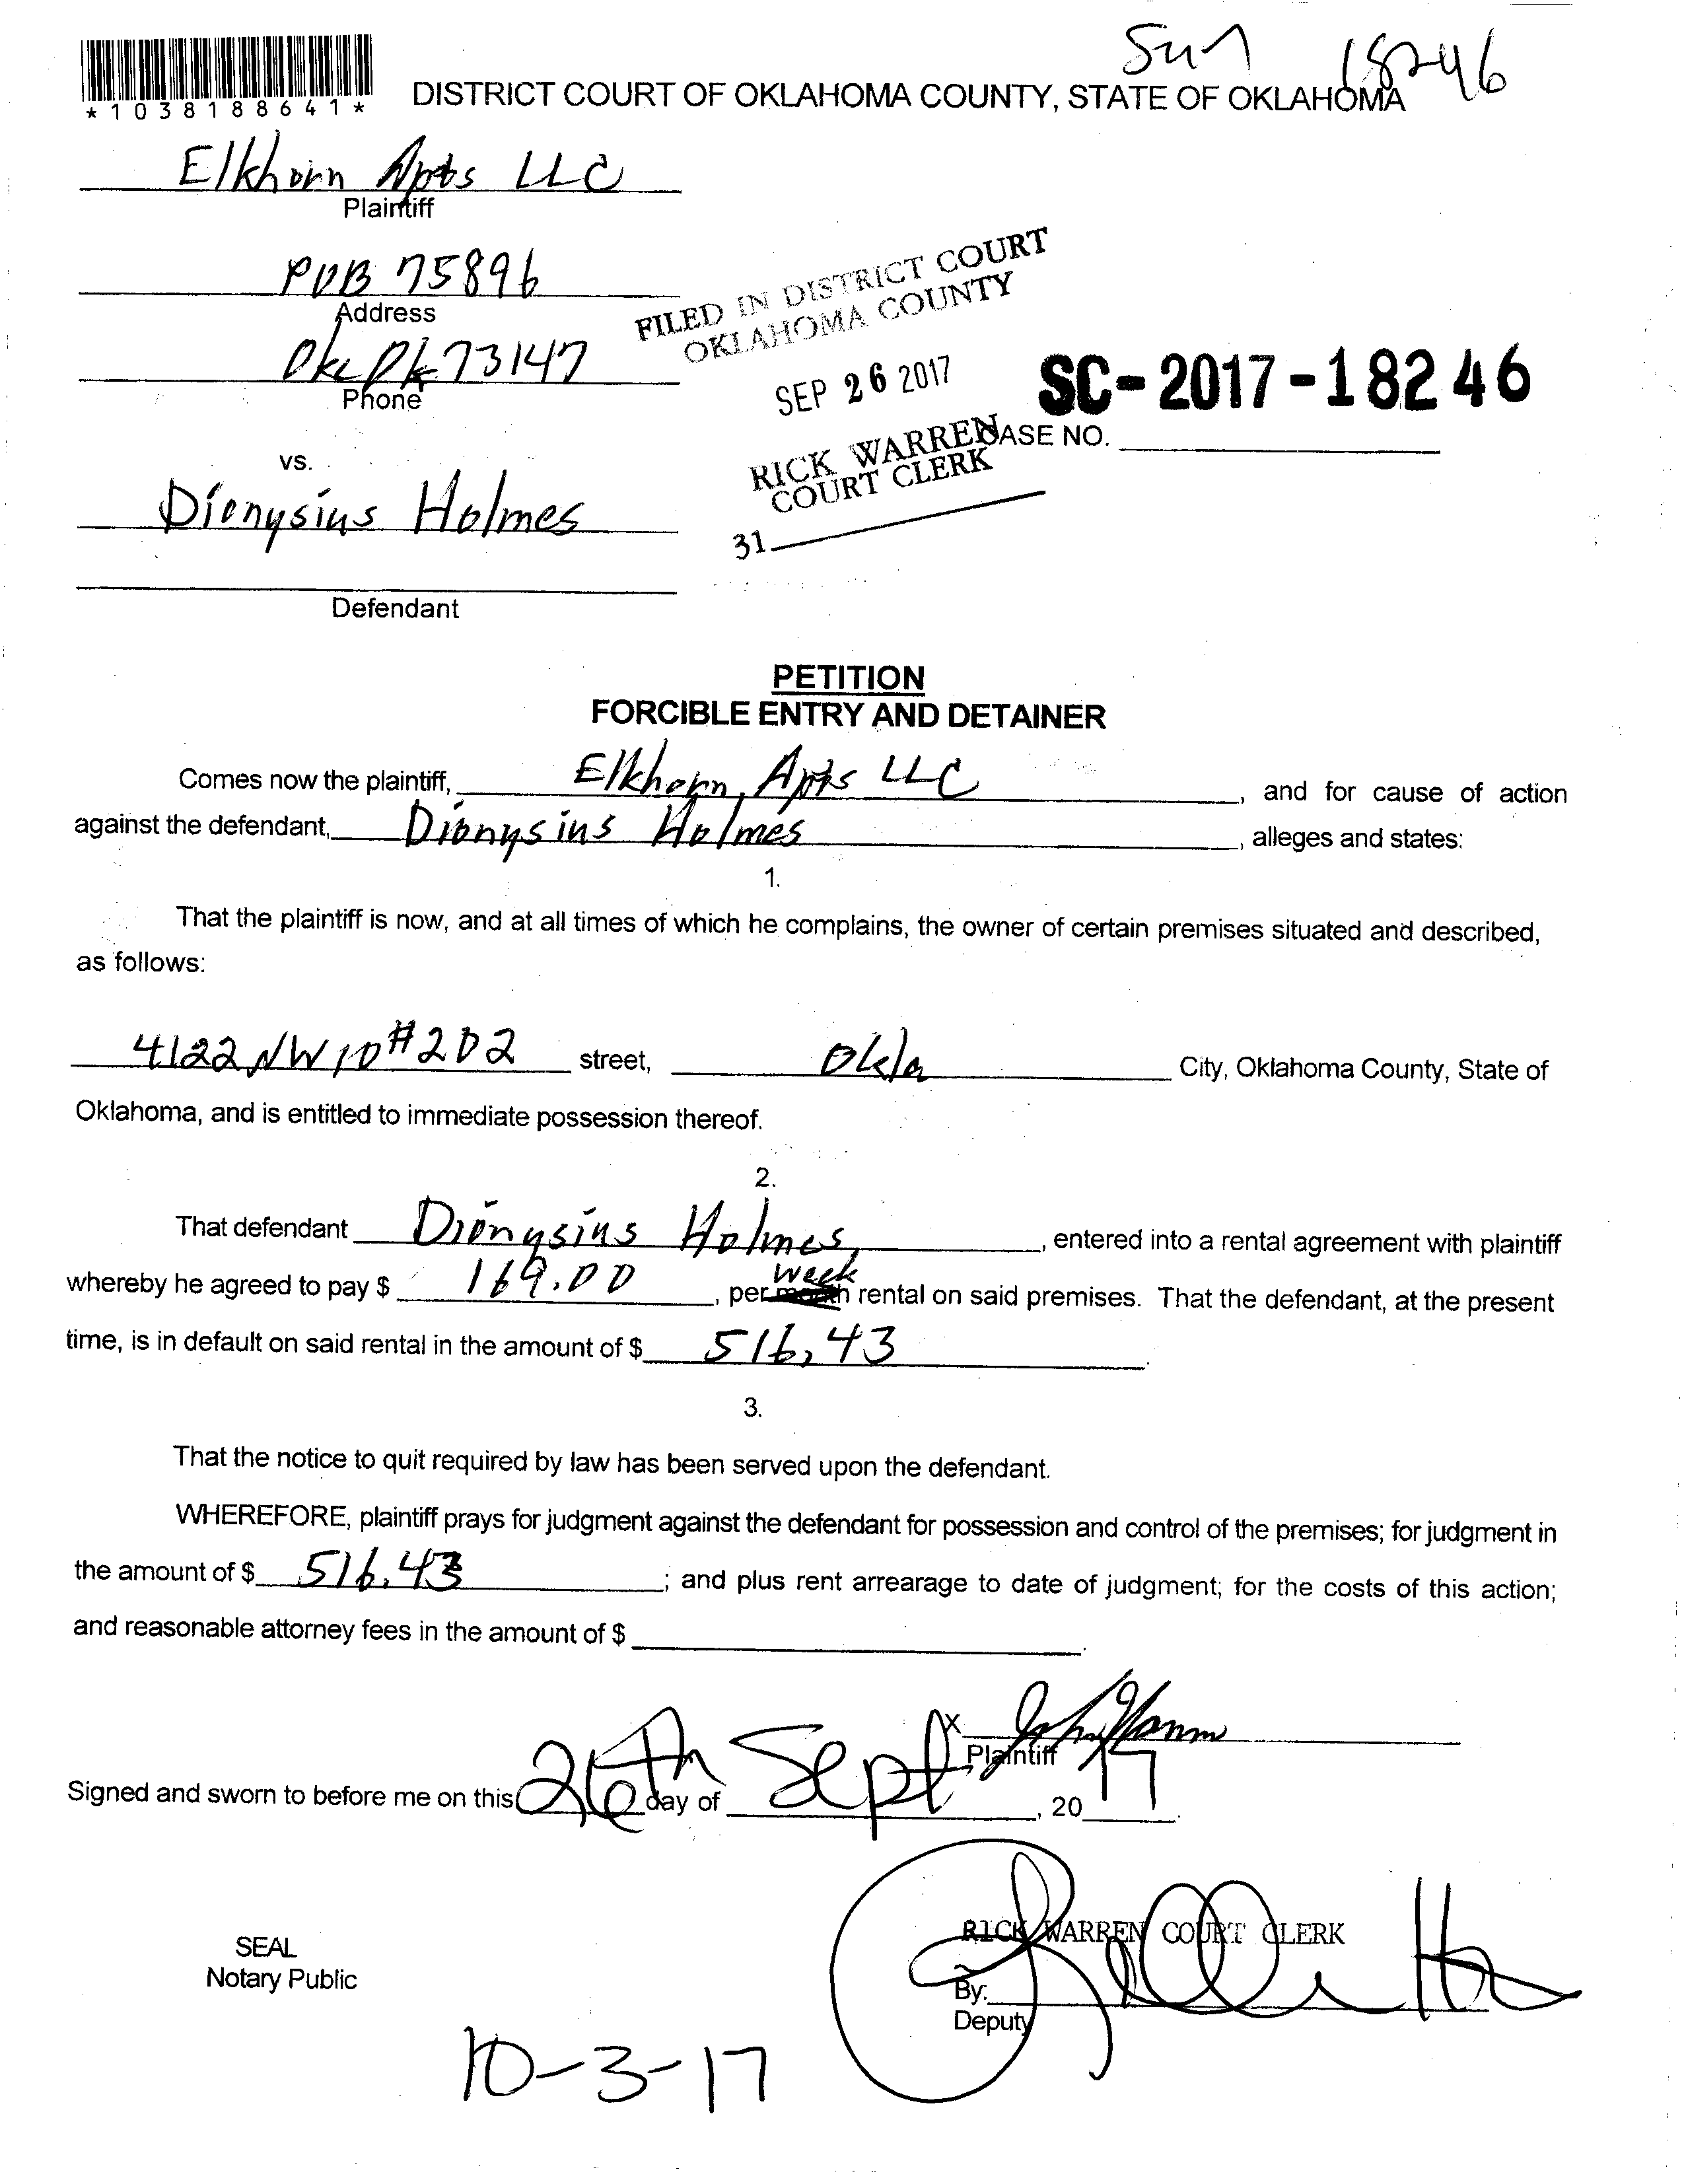 Sum 18246
*1038188641*
DISTRICT COURT OF OKLAHOMA COUNTY, STATE OF OKLAHOMA
Elkhorn Apts LLC
Plaintiff
POB 75896
Address
Okc Ok 73147
Phone
FILED IN DISTRICT COURT
OKLAHOMA COUNTY
SEP 26 2017
RICK WARREN
COURT CLERK
31
SC-2017-18246
CASE NO.
vs.
Dionysius Holmes
Defendant
PETITION
FORCIBLE ENTRY AND DETAINER
Comes now the plaintiff, Elkhorn Apts LLC, and for cause of action
against the defendant, Dionysius Holmes, alleges and states:
1.
That the plaintiff is now, and at all times of which he complains, the owner of certain premises situated and described,
as follows:
4122 NW 10 #202 street, Okla City, Oklahoma County, State of
Oklahoma, and is entitled to immediate possession thereof.
2.
That defendant Dionysius Holmes, entered into a rental agreement with plaintiff
week
whereby he agreed to pay $ 169.00, per month rental on said premises. That the defendant, at the present
time, is in default on said rental in the amount of $ 516,43.
3.
That the notice to quit required by law has been served upon the defendant.
WHEREFORE, plaintiff prays for judgment against the defendant for possession and control of the premises; for judgment in
the amount of $ 516.43; and plus rent arrearage to date of judgment; for the costs of this action;
and reasonable attorney fees in the amount of $ .
x
Plaintiff
Signed and sworn to before me on this 26th day of Sept, 2017.
RICK WARREN COURT CLERK
SEAL
Notary Public
By:
Deputy
10-3-17